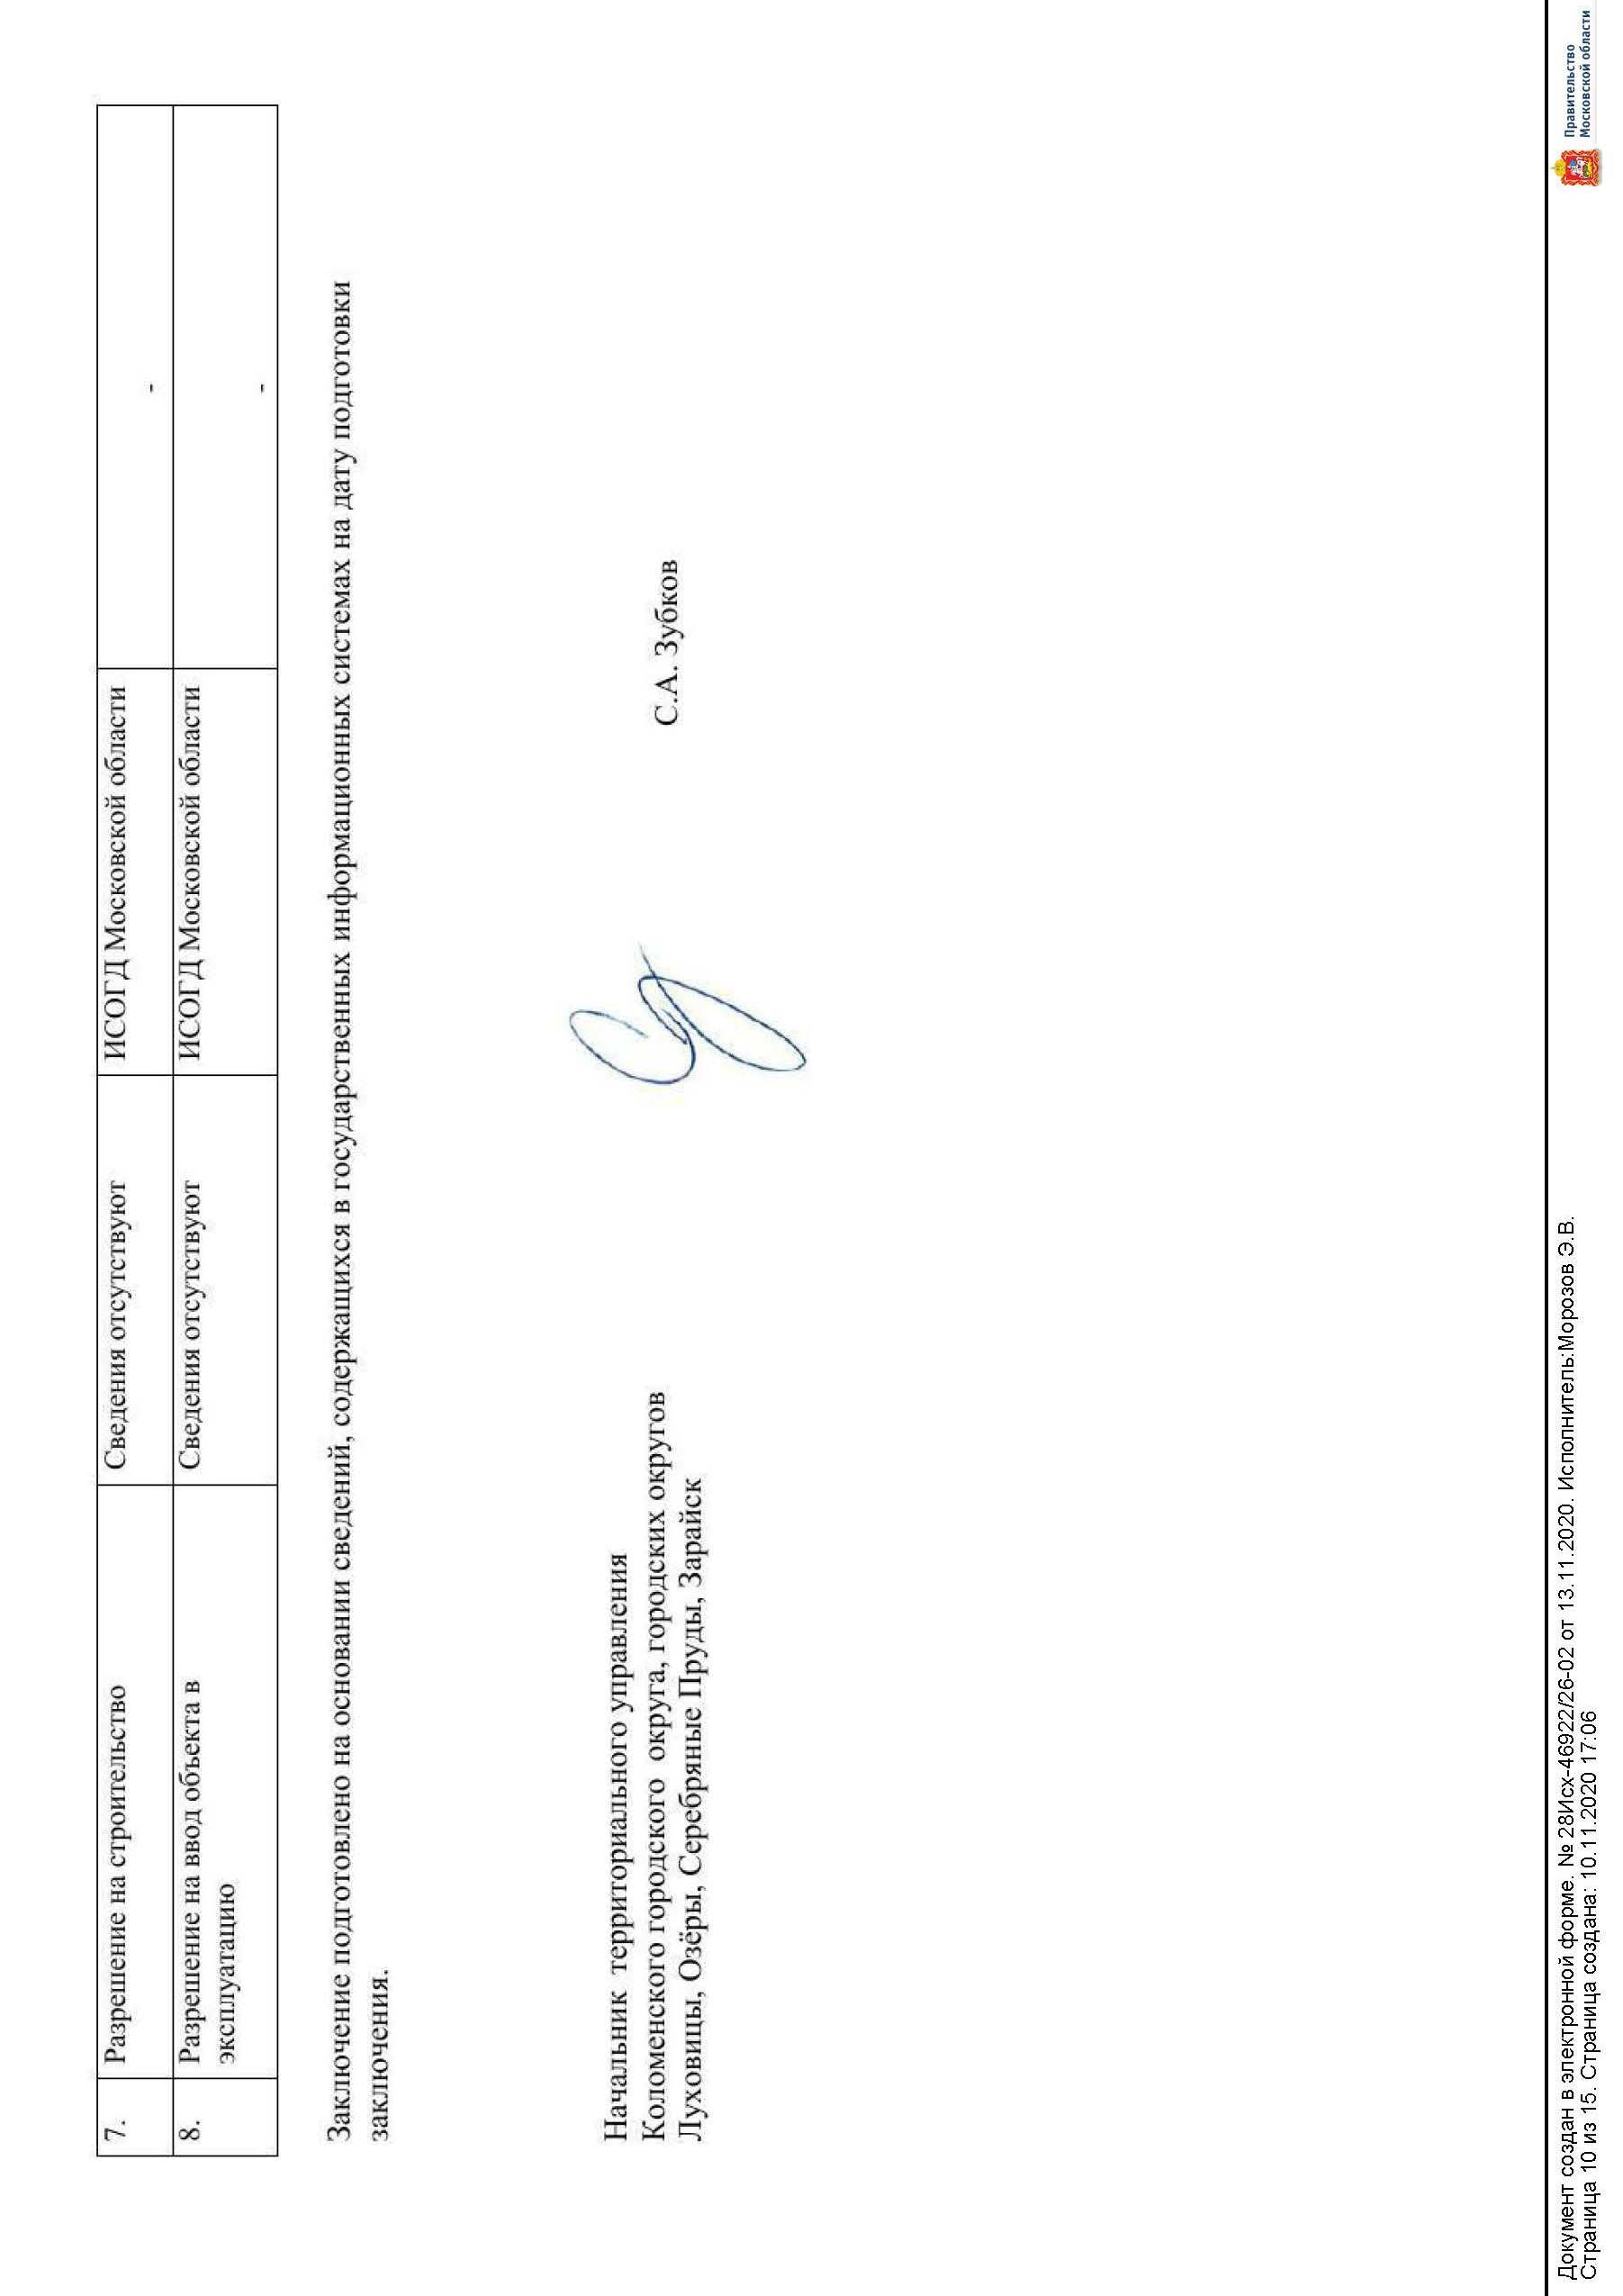 7. Разрешение на строительство Сведения отсутствуют ИСОГД Московской области -
8. Разрешение на ввод объекта в Сведения отсутствуют ИСОГД Московской области
эксплуатацию -
Заключение подготовлено на основании сведений, содержащихся в государственных информационных системах на дату подготовки
заключения.
Начальник территориального управления
Коломенского городского округа, городских округов С.А. Зубков
Луховицы, Озёры, Серебряные Пруды, Зарайск
Документ создан в электронной форме. № 28Исх-46922/26-02 от 13.11.2020. Исполнитель:Морозов Э.В.
Страница 10 из 15. Страница создана: 10.11.2020 17:06
Правительство
Московской области